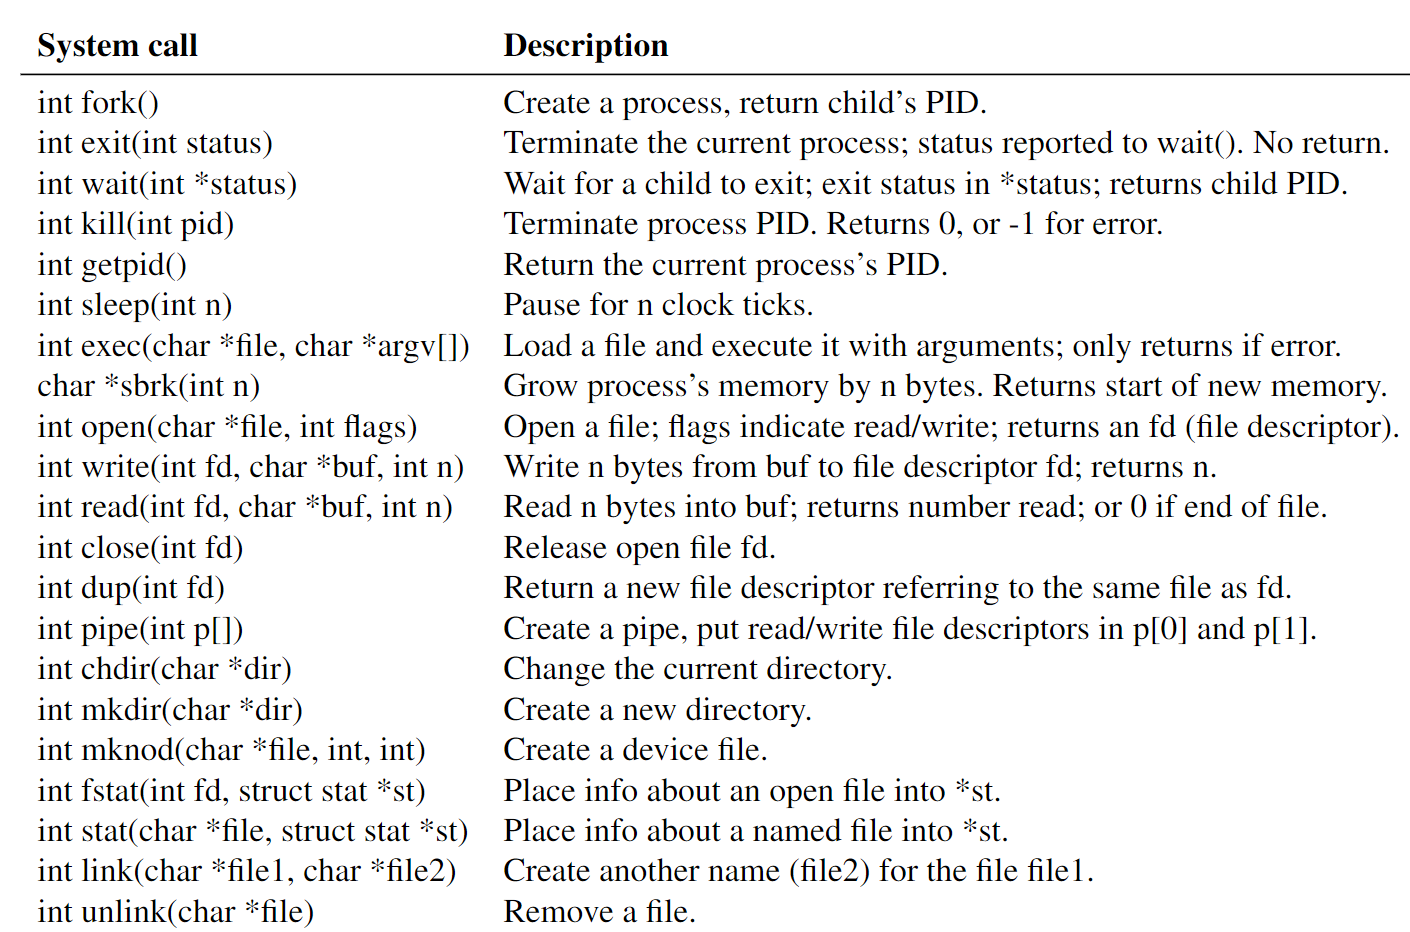 System call Description
int fork() Create a process, return child’s PID.
int exit(int status) Terminate the current process; status reported to wait(). No return.
int wait(int *status) Wait for a child to exit; exit status in *status; returns child PID.
int kill(int pid) Terminate process PID. Returns 0, or -1 for error.
int getpid() Return the current process’s PID.
int sleep(int n) Pause for n clock ticks.
int exec(char *file, char *argv[]) Load a file and execute it with arguments; only returns if error.
char *sbrk(int n) Grow process’s memory by n bytes. Returns start of new memory.
int open(char *file, int flags) Open a file; flags indicate read/write; returns an fd (file descriptor).
int write(int fd, char *buf, int n) Write n bytes from buf to file descriptor fd; returns n.
int read(int fd, char *buf, int n) Read n bytes into buf; returns number read; or 0 if end of file.
int close(int fd) Release open file fd.
int dup(int fd) Return a new file descriptor referring to the same file as fd.
int pipe(int p[]) Create a pipe, put read/write file descriptors in p[0] and p[1].
int chdir(char *dir) Change the current directory.
int mkdir(char *dir) Create a new directory.
int mknod(char *file, int, int) Create a device file.
int fstat(int fd, struct stat *st) Place info about an open file into *st.
int stat(char *file, struct stat *st) Place info about a named file into *st.
int link(char *file1, char *file2) Create another name (file2) for the file file1.
int unlink(char *file) Remove a file.